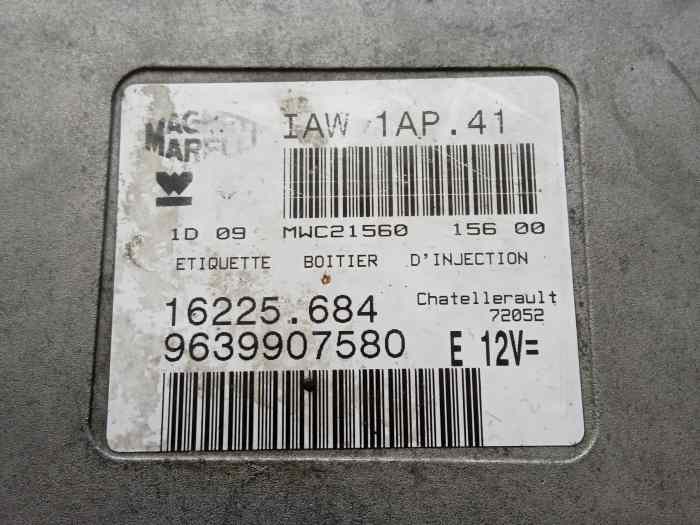 MAGNETI
MARELLI
IAW 1AP.41
1D 09 MWC21560 156 00
ETIQUETTE BOITIER D'INJECTION
16225.684
Chatellerault
72052
9639907580 E 12V=